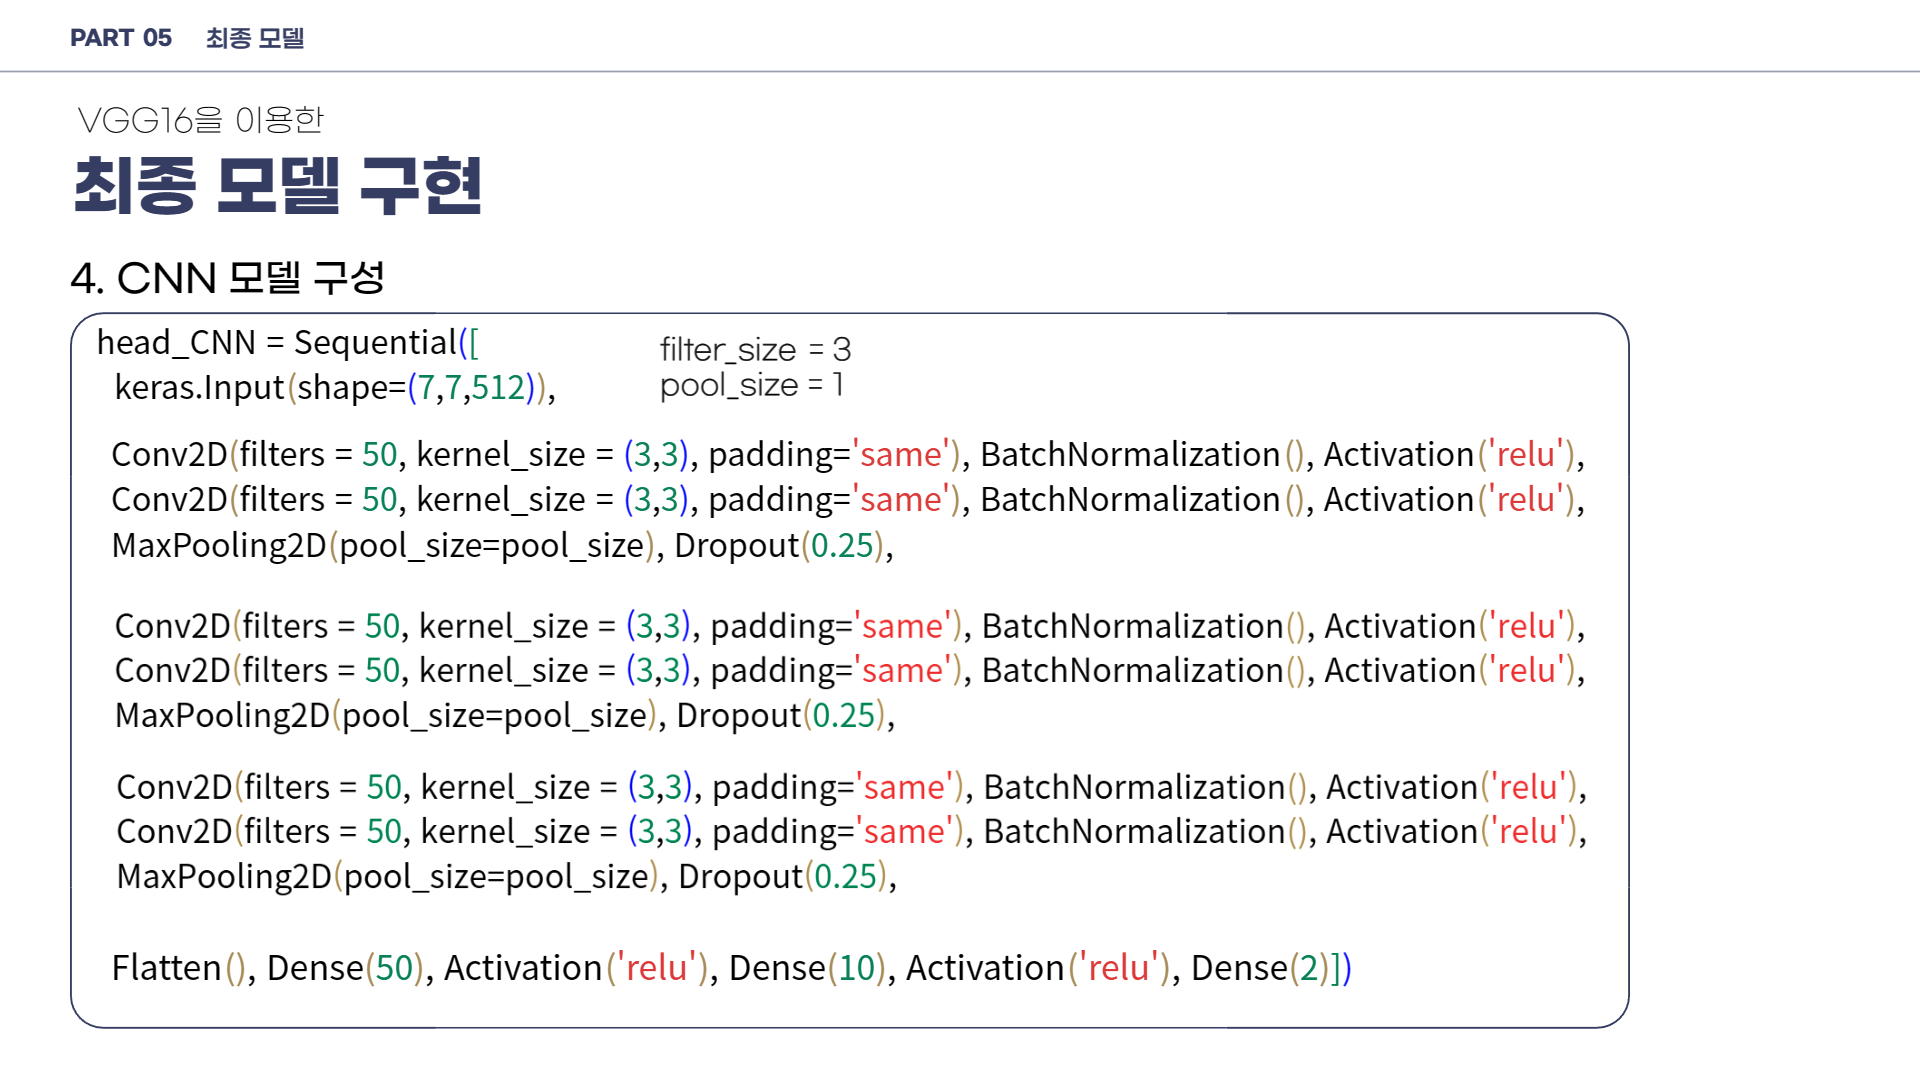 PART 05 최종 모델
VGG16을 이용한
최종 모델 구현
4. CNN 모델 구성
head_CNN = Sequential([
keras.Input(shape=(7,7,512)),
filter_size = 3
pool_size = 1
Conv2D(filters = 50, kernel_size = (3,3), padding='same'), BatchNormalization(), Activation('relu'),
Conv2D(filters = 50, kernel_size = (3,3), padding='same'), BatchNormalization(), Activation('relu'),
MaxPooling2D(pool_size=pool_size), Dropout(0.25),
Conv2D(filters = 50, kernel_size = (3,3), padding='same'), BatchNormalization(), Activation('relu'),
Conv2D(filters = 50, kernel_size = (3,3), padding='same'), BatchNormalization(), Activation('relu'),
MaxPooling2D(pool_size=pool_size), Dropout(0.25),
Conv2D(filters = 50, kernel_size = (3,3), padding='same'), BatchNormalization(), Activation('relu'),
Conv2D(filters = 50, kernel_size = (3,3), padding='same'), BatchNormalization(), Activation('relu'),
MaxPooling2D(pool_size=pool_size), Dropout(0.25),
Flatten(), Dense(50), Activation('relu'), Dense(10), Activation('relu'), Dense(2)])